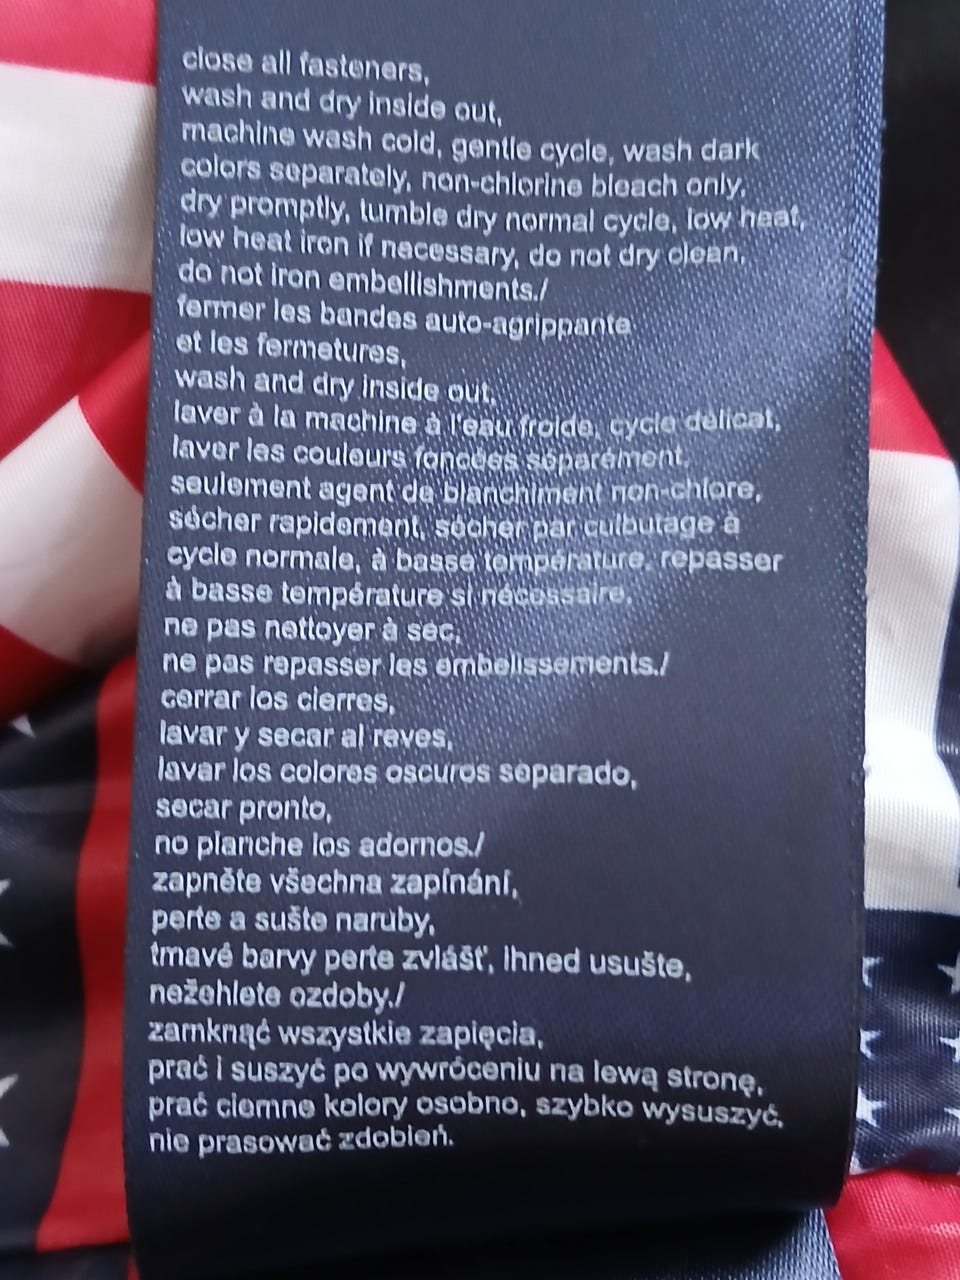 close all fasteners,
wash and dry inside out,
machine wash cold, gentle cycle, wash dark
colors separately, non-chlorine bleach only,
dry promptly, tumble dry normal cycle, low heat,
low heat iron if necessary, do not dry clean,
do not iron embellishments./
fermer les bandes auto-agrippante
et les fermetures,
wash and dry inside out,
laver à la machine à l'eau froide, cycle délicat,
laver les couleurs foncées séparément,
seulement agent de blanchiment non-chlore,
sécher rapidement, sécher par culbutage à
cycle normale, à basse température, repasser
à basse température si nécessaire,
ne pas nettoyer à sec,
ne pas repasser les embelissements./
cerrar los cierres,
lavar y secar al reves,
lavar los colores oscuros separado,
secar pronto,
no planche los adornos./
zapněte všechna zapínání,
perte a sušte naruby,
tmavé barvy perte zvlášť, ihned usušte,
nežehlete ozdoby./
zamknąć wszystkie zapięcia,
prać i suszyć po wywróceniu na lewą stronę,
prać ciemne kolory osobno, szybko wysuszyć,
nie prasować zdobień.